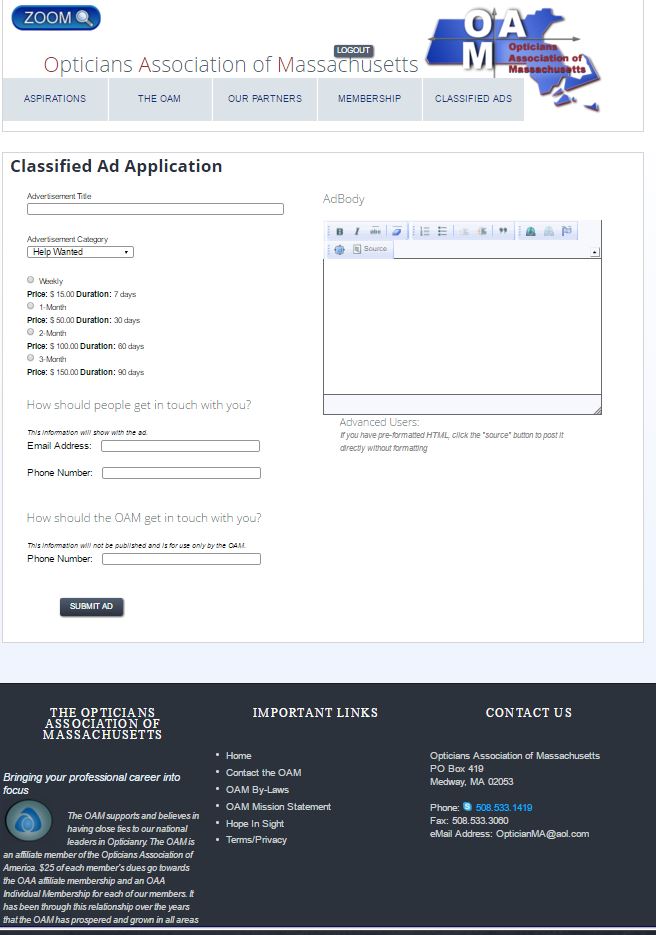 ZOOM
O A
M
Opticians
Association of
Massachusetts
LOGOUT
Opticians Association of Massachusetts
ASPIRATIONS THE OAM OUR PARTNERS MEMBERSHIP CLASSIFIED ADS
Classified Ad Application
Advertisement Title
Advertisement Category
Help Wanted
Weekly
Price: $ 15.00 Duration: 7 days
1-Month
Price: $ 50.00 Duration: 30 days
2-Month
Price: $ 100.00 Duration: 60 days
3-Month
Price: $ 150.00 Duration: 90 days
How should people get in touch with you?
This information will show with the ad.
Email Address:
Phone Number:
How should the OAM get in touch with you?
This information will not be published and is for use only by the OAM.
Phone Number:
SUBMIT AD
AdBody
B I abc
Source
Advanced Users:
If you have pre-formatted HTML, click the "source" button to post it
directly without formatting
THE OPTICIANS
ASSOCIATION OF
MASSACHUSETTS
Bringing your professional career into
focus
The OAM supports and believes in
having close ties to our national
leaders in Opticianry. The OAM is
an affiliate member of the Opticians Association of
America. $25 of each member's dues go towards
the OAA affiliate membership and an OAA
Individual Membership for each of our members. It
has been through this relationship over the years
that the OAM has prospered and grown in all areas
IMPORTANT LINKS
Home
Contact the OAM
OAM By-Laws
OAM Mission Statement
Hope In Sight
Terms/Privacy
CONTACT US
Opticians Association of Massachusetts
PO Box 419
Medway, MA 02053
Phone: 508.533.1419
Fax: 508.533.3060
eMail Address: OpticianMA@aol.com